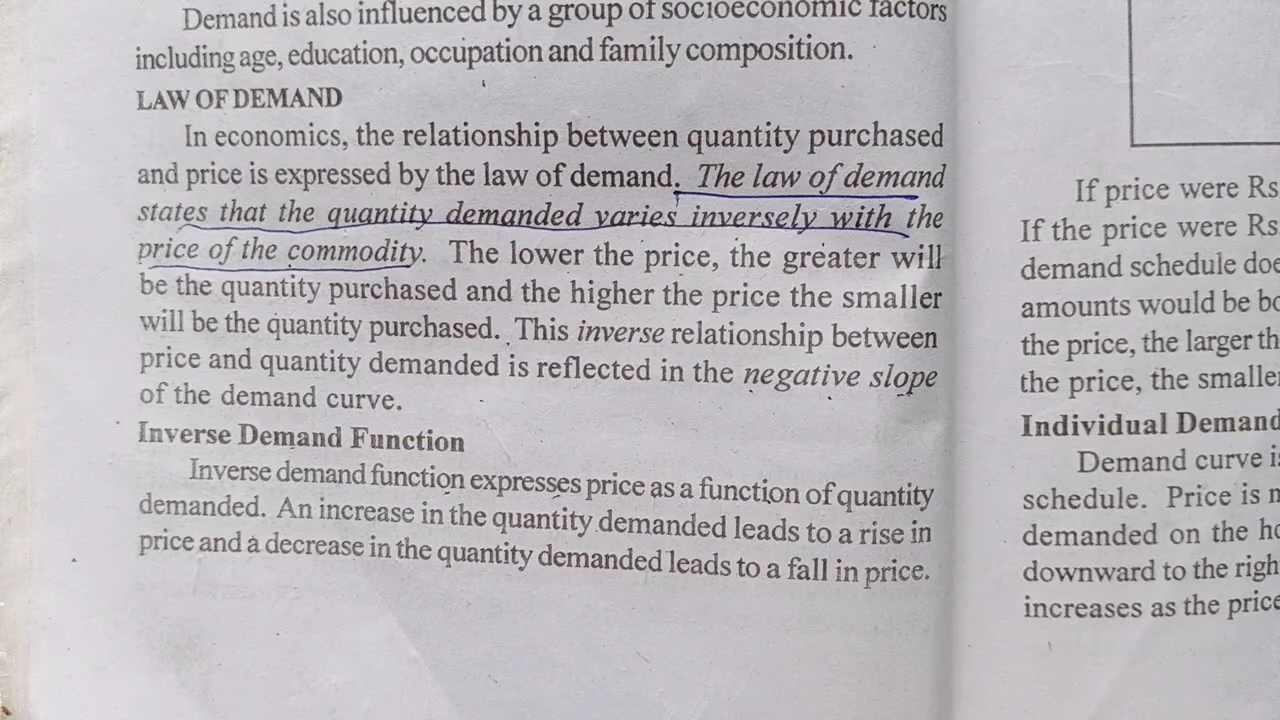 Demand is also influenced by a group of socioeconomic factors
including age, education, occupation and family composition.
LAW OF DEMAND
In economics, the relationship between quantity purchased
and price is expressed by the law of demand. The law of demand
states that the quantity demanded varies inversely with the
price of the commodity. The lower the price, the greater will
be the quantity purchased and the higher the price the smaller
will be the quantity purchased. This inverse relationship between
price and quantity demanded is reflected in the negative slope
of the demand curve.
Inverse Demand Function
Inverse demand function expresses price as a function of quantity
demanded. An increase in the quantity demanded leads to a rise in
price and a decrease in the quantity demanded leads to a fall in price.
If price were Rs
If the price were Rs
demand schedule
amounts would be
the price, the larger
the price, the
Individual Demand
Demand curve
schedule. Price is
demanded on the
downward to the
increases as the